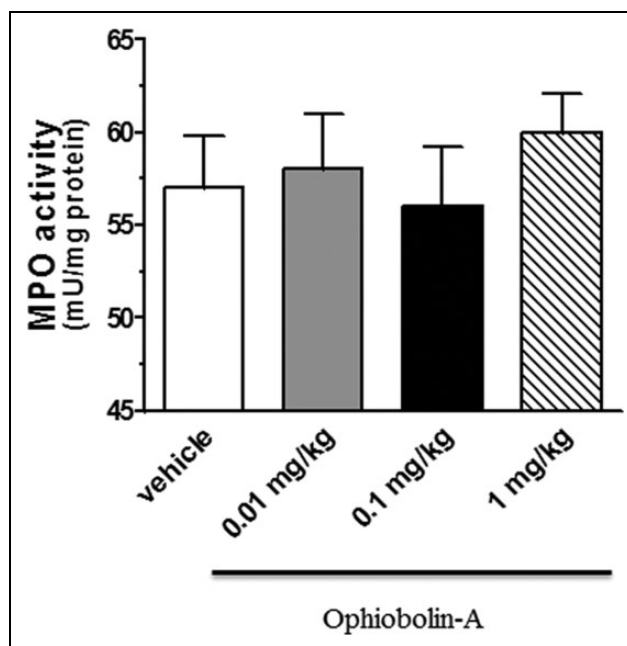 MPO activity
(mU/mg protein)
65
60
55
50
45
vehicle
0.01 mg/kg
0.1 mg/kg
1 mg/kg
Ophiobolin-A